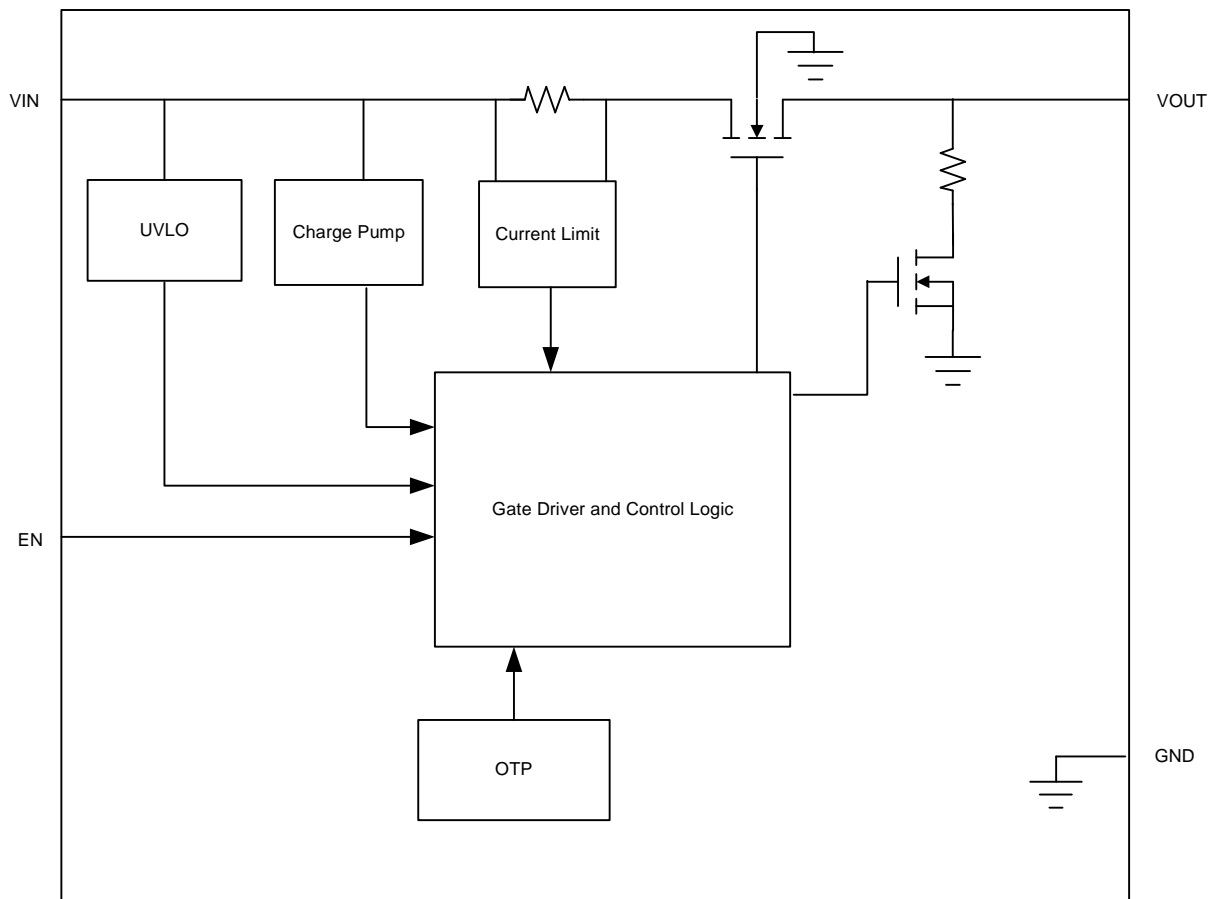 VIN
VOUT
UVLO
Charge Pump
Current Limit
Gate Driver and Control Logic
EN
OTP
GND